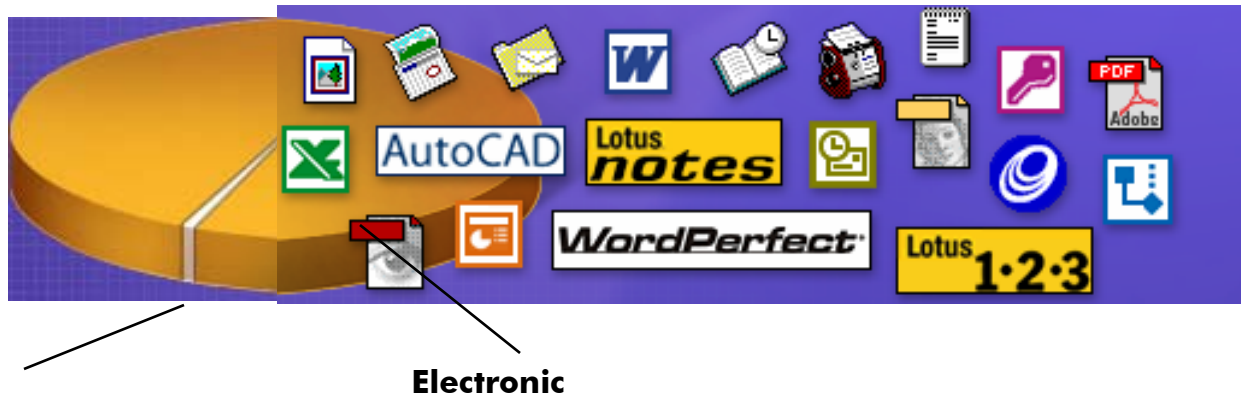 W
PDF
Adobe
AutoCAD
Lotus
notes
WordPerfect
Lotus
1·2·3
Electronic